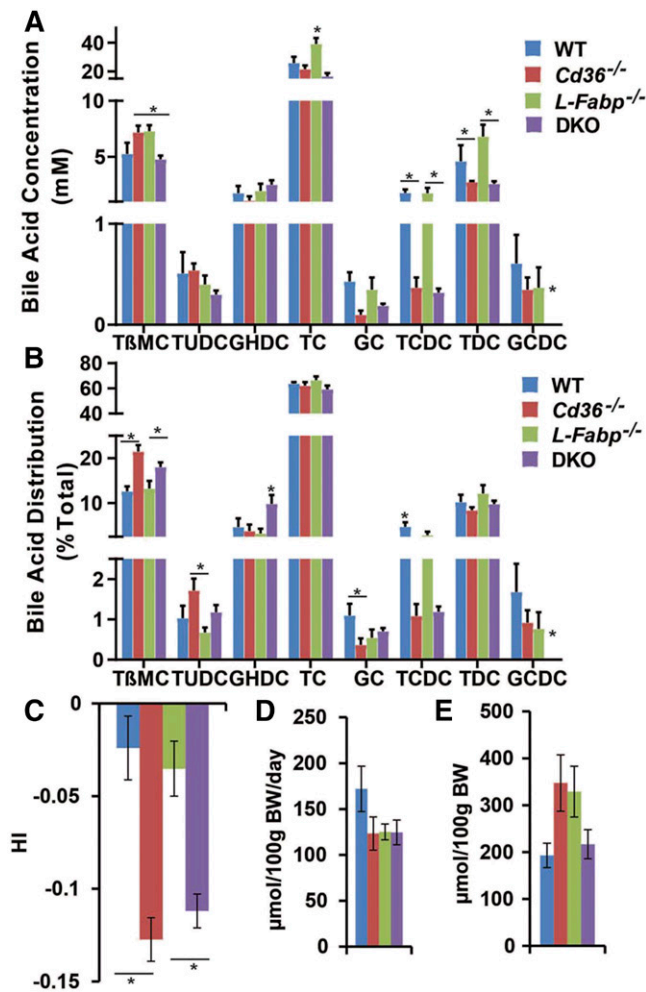 A
Bile Acid Concentration
(mM)
40
20
10
5
1
0
*
*
*
*
*
*
*
WT
Cd36-/-
L-Fabp-/-
DKO
TßMC TUDC GHDC TC GC TCDC TDC GCDC
B
Bile Acid Distribution
(% Total)
80
60
40
20
10
2
1
0
*
*
*
*
*
*
*
WT
Cd36-/-
L-Fabp-/-
DKO
TßMC TUDC GHDC TC GC TCDC TDC GCDC
C
HI
0
-0.05
-0.1
-0.15
*
*
D
µmol/100g BW/day
250
200
150
100
50
0
E
µmol/100g BW
500
400
300
200
100
0